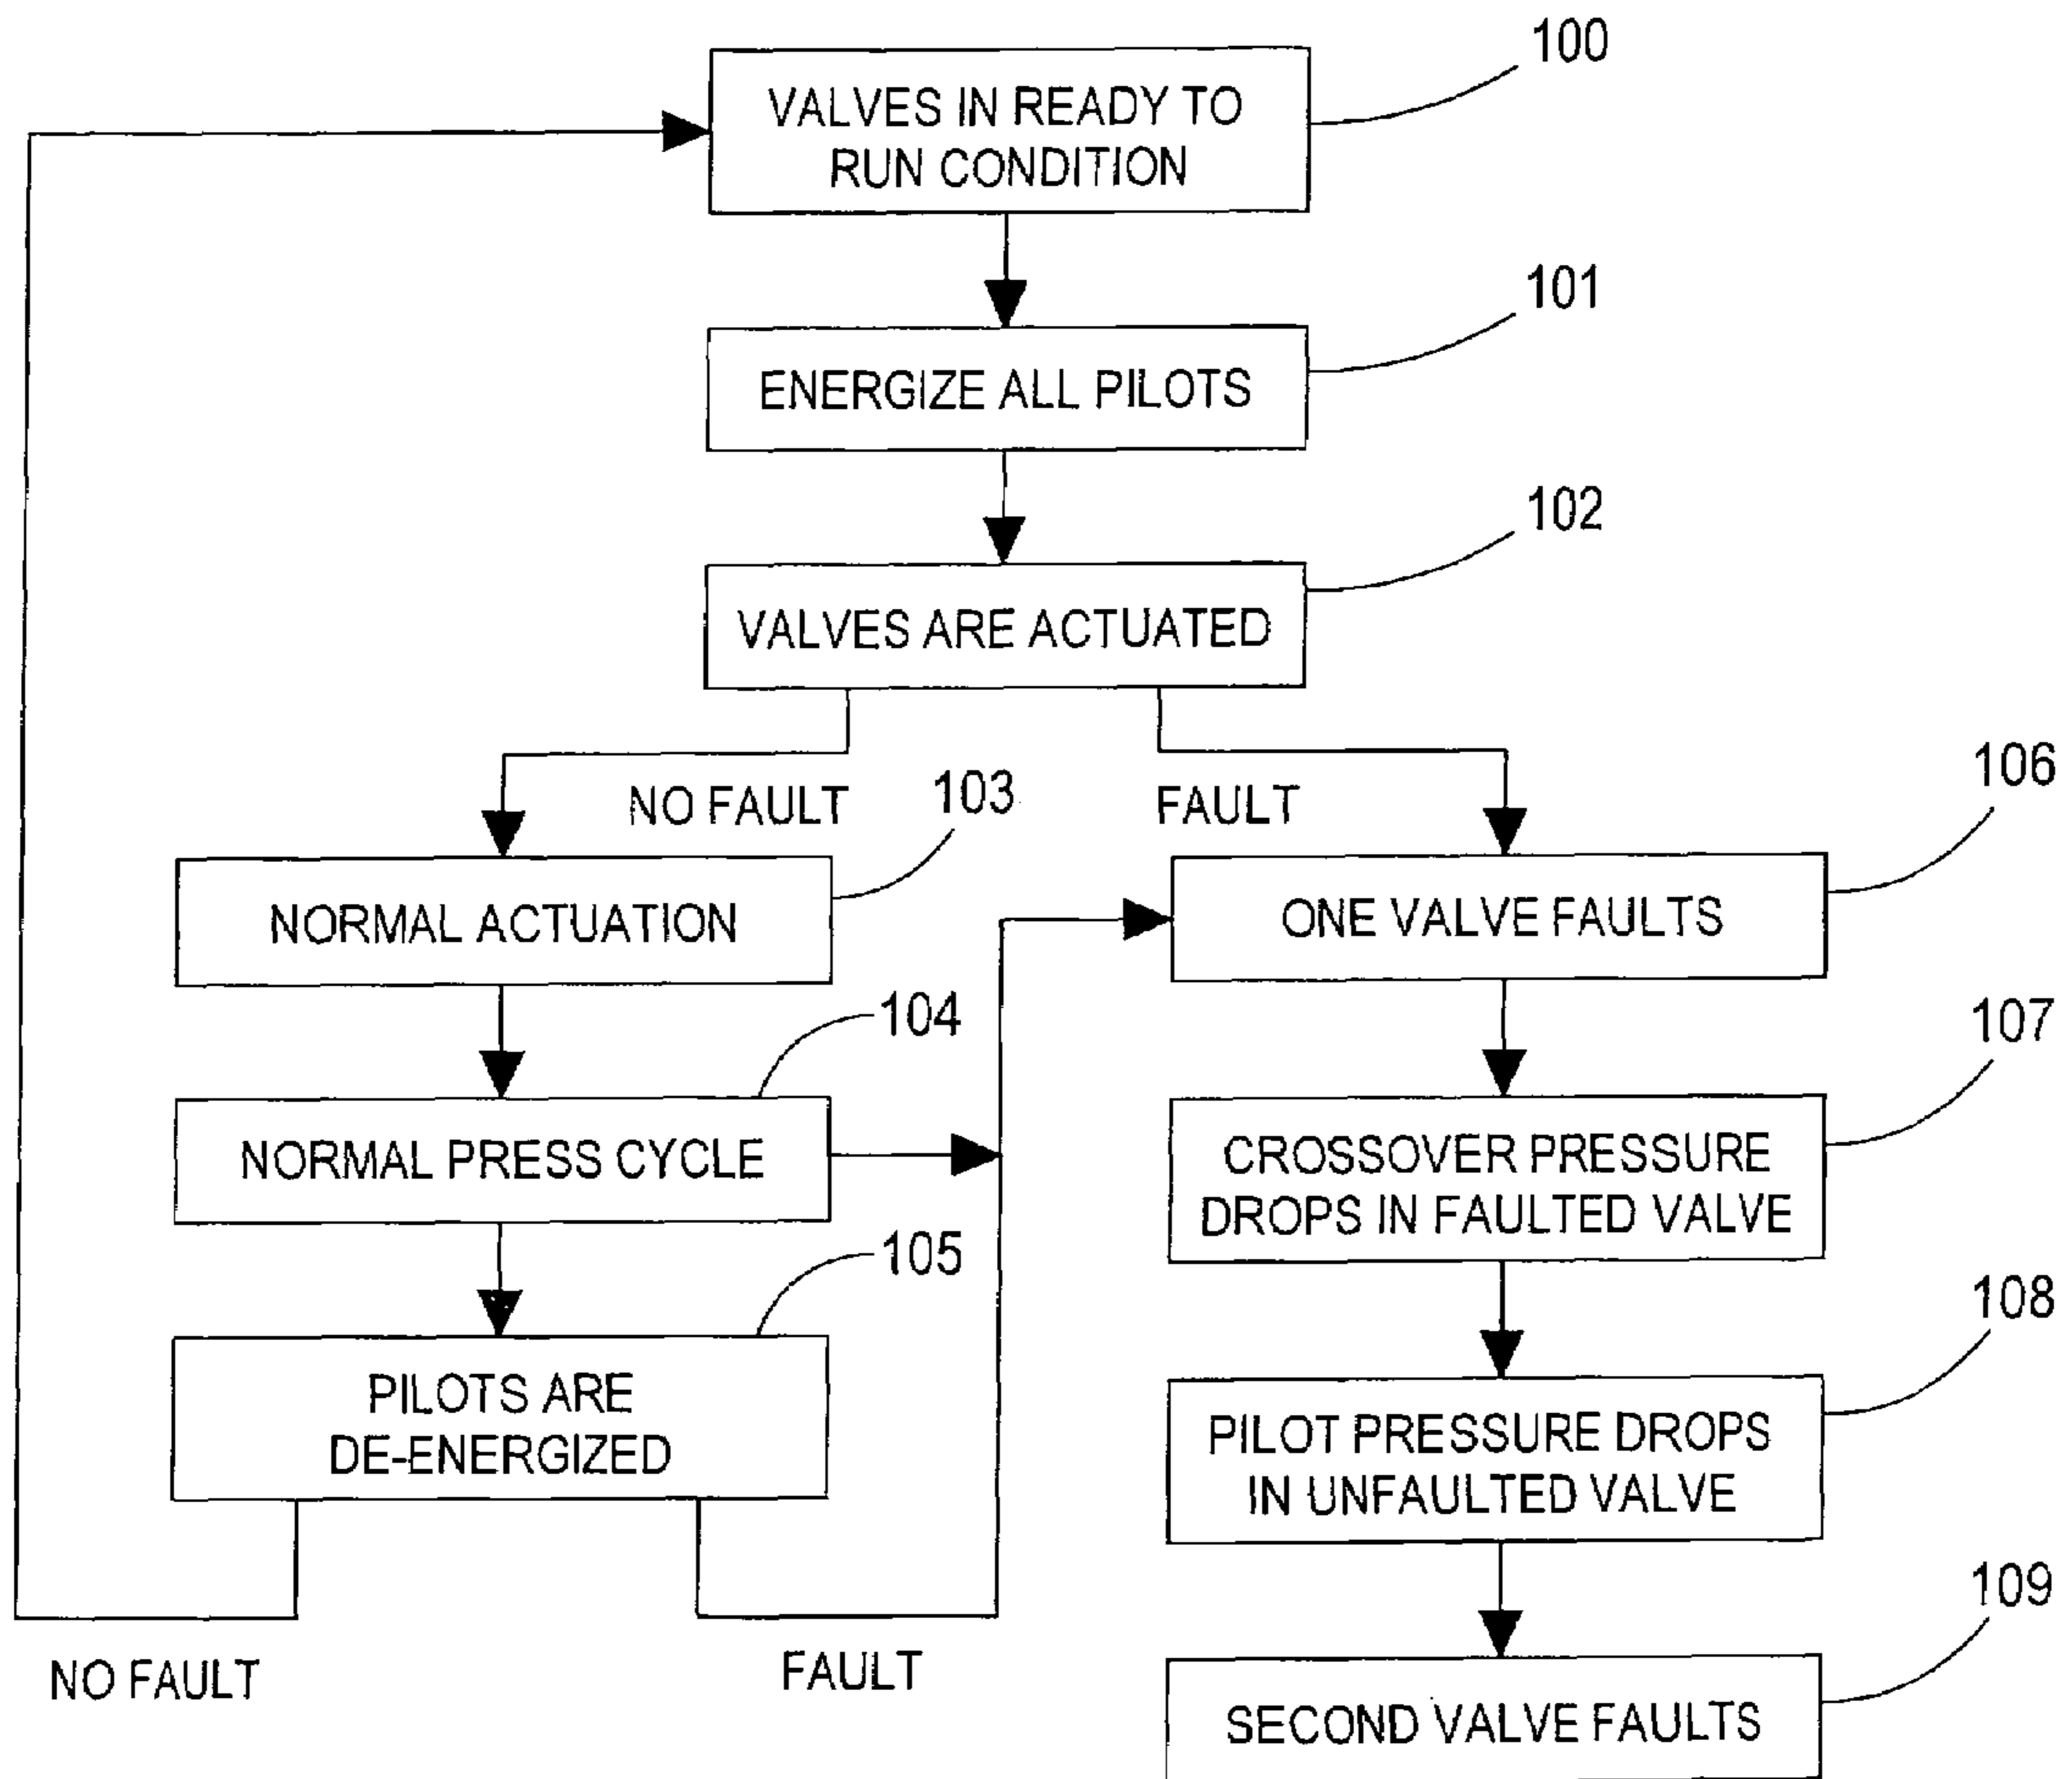 100
VALVES IN READY TO
RUN CONDITION
101
ENERGIZE ALL PILOTS
102
VALVES ARE ACTUATED
NO FAULT
FAULT
103
NORMAL ACTUATION
106
ONE VALVE FAULTS
104
NORMAL PRESS CYCLE
107
CROSSOVER PRESSURE
DROPS IN FAULTED VALVE
105
PILOTS ARE
DE-ENERGIZED
108
PILOT PRESSURE DROPS
IN UNFAULTED VALVE
NO FAULT
FAULT
109
SECOND VALVE FAULTS